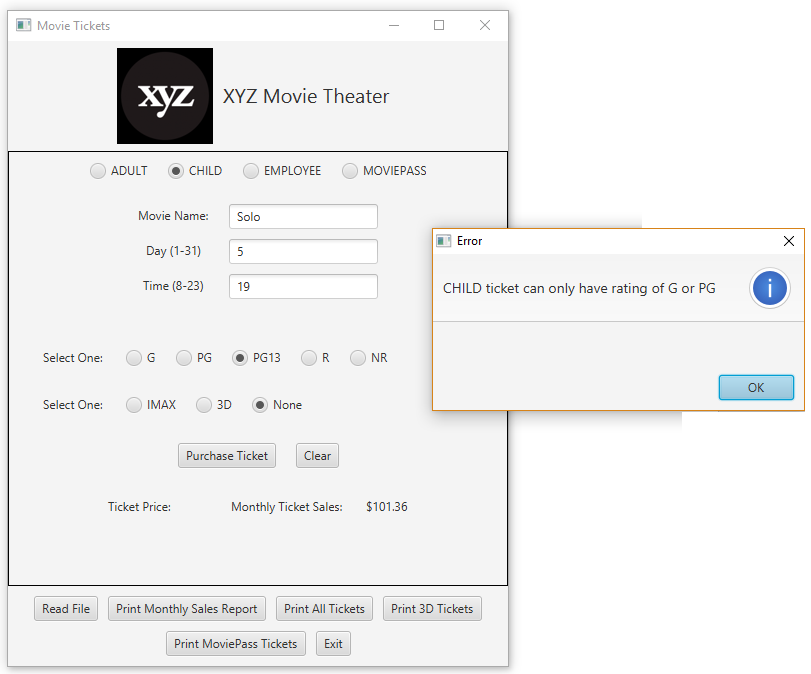 Movie Tickets
xyz
XYZ Movie Theater
ADULT CHILD EMPLOYEE MOVIEPASS
Movie Name: Solo
Day (1-31) 5
Time (8-23) 19
Select One: G PG PG13 R NR
Select One: IMAX 3D None
Purchase Ticket Clear
Ticket Price: Monthly Ticket Sales: $101.36
Read File Print Monthly Sales Report Print All Tickets Print 3D Tickets
Print MoviePass Tickets Exit
Error
CHILD ticket can only have rating of G or PG
i
OK